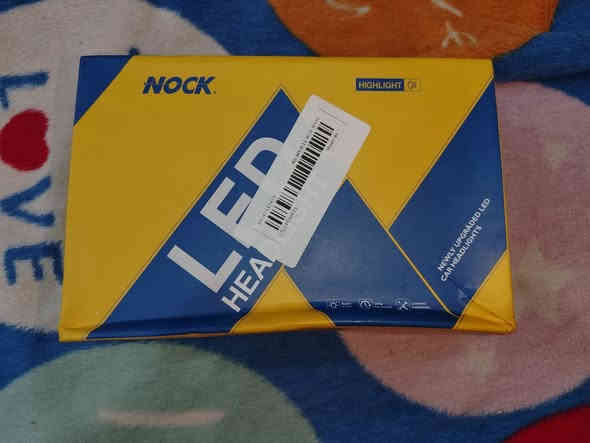 NOCK
HIGHLIGHT
LED
HEA
NEWLY UPGRADED LED
CAR HEADLIGHTS
LOVE